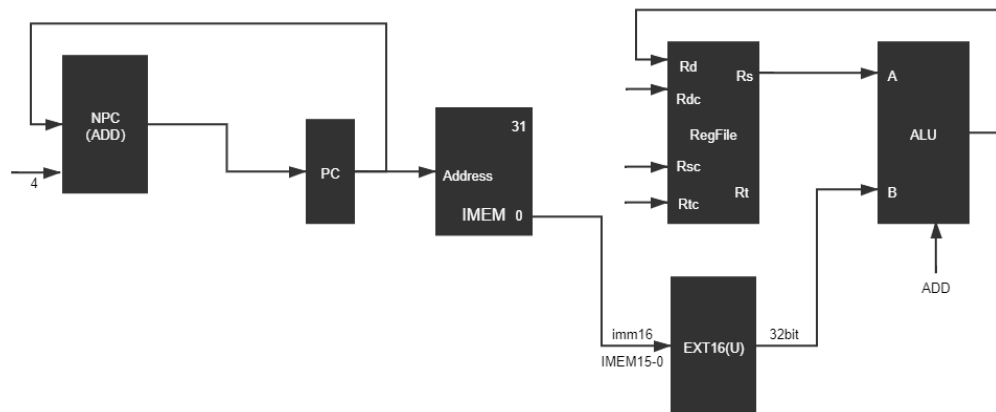 NPC
(ADD)
4
PC
31
Address
IMEM 0
Rd
Rs
Rdc
RegFile
Rsc
Rt
Rtc
A
ALU
B
ADD
imm16
IMEM15-0
EXT16(U)
32bit